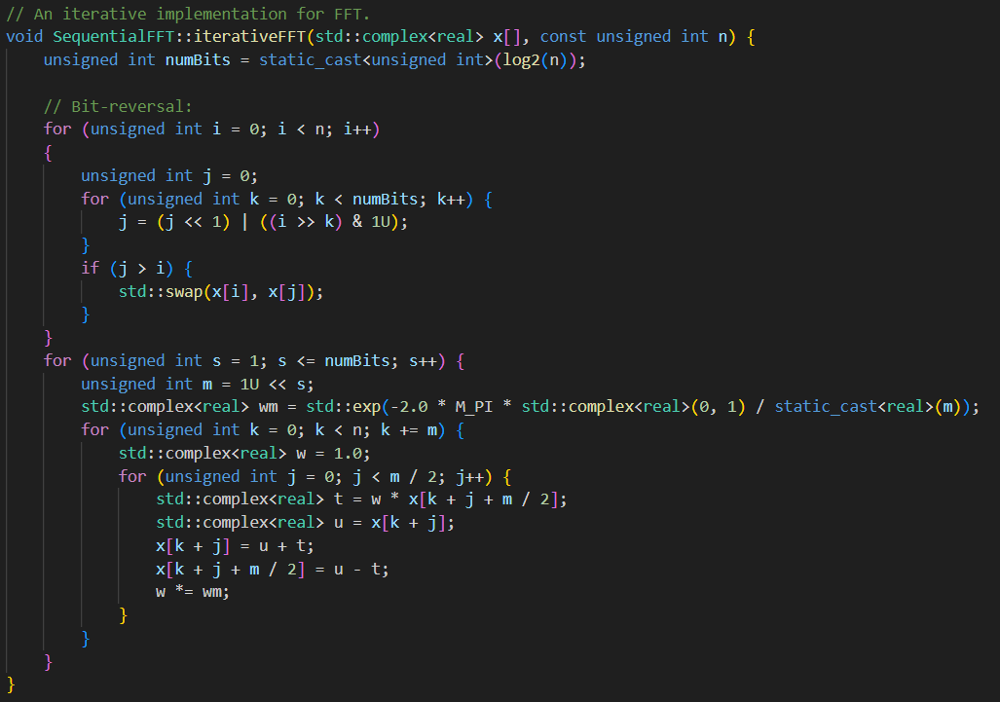 // An iterative implementation for FFT.
void SequentialFFT::iterativeFFT(std::complex<real> x[], const unsigned int n) {
    unsigned int numBits = static_cast<unsigned int>(log2(n));

    // Bit-reversal:
    for (unsigned int i = 0; i < n; i++)
    {
        unsigned int j = 0;
        for (unsigned int k = 0; k < numBits; k++) {
            j = (j << 1) | ((i >> k) & 1U);
        }
        if (j > i) {
            std::swap(x[i], x[j]);
        }
    }
    for (unsigned int s = 1; s <= numBits; s++) {
        unsigned int m = 1U << s;
        std::complex<real> wm = std::exp(-2.0 * M_PI * std::complex<real>(0, 1) / static_cast<real>(m));
        for (unsigned int k = 0; k < n; k += m) {
            std::complex<real> w = 1.0;
            for (unsigned int j = 0; j < m / 2; j++) {
                std::complex<real> t = w * x[k + j + m / 2];
                std::complex<real> u = x[k + j];
                x[k + j] = u + t;
                x[k + j + m / 2] = u - t;
                w *= wm;
            }
        }
    }
}